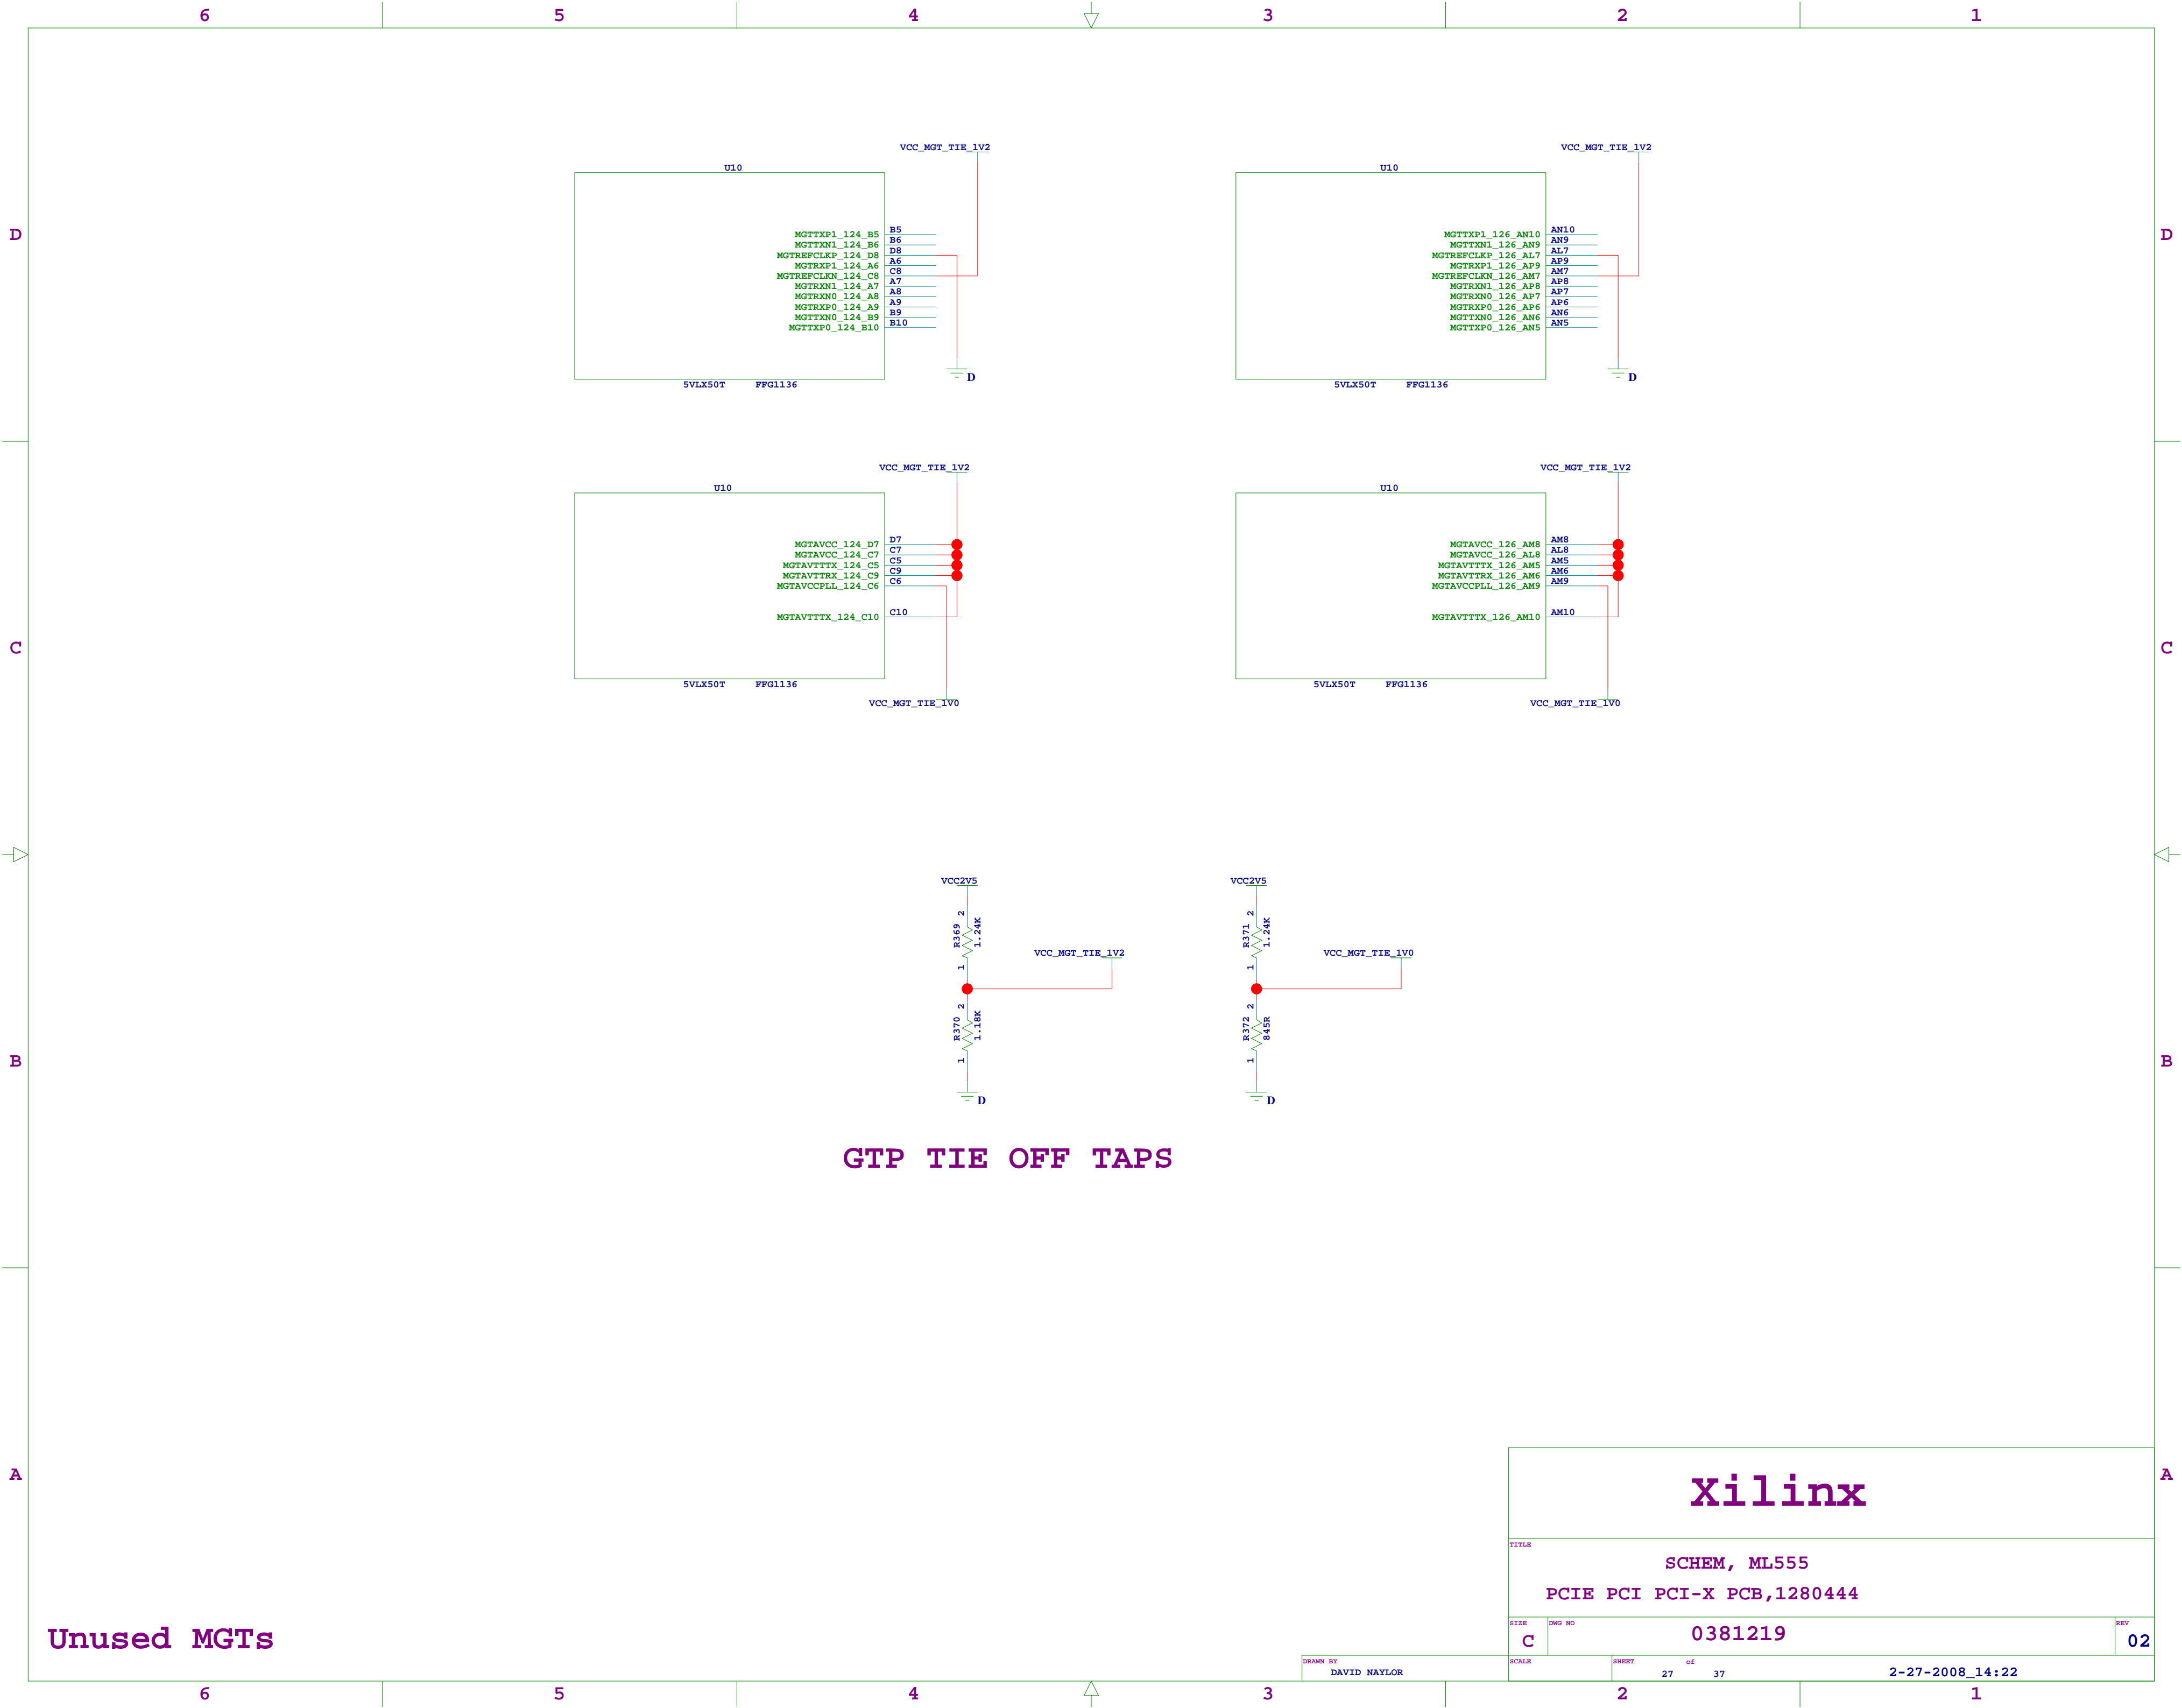 6 5 4 3 2 1
VCC_MGT_TIE_1V2 VCC_MGT_TIE_1V2
U10 U10
D D
MGTTXP1_124_B5 B5
MGTTXN1_124_B6 B6
MGTREFCLKP_124_D8 D8
MGTRXP1_124_A6 A6
MGTREFCLKN_124_C8 C8
MGTRXN1_124_A7 A7
MGTRXN0_124_A8 A8
MGTRXP0_124_A9 A9
MGTTXN0_124_B9 B9
MGTTXP0_124_B10 B10
D
5VLX50T FFG1136
MGTTXP1_126_AN10 AN10
MGTTXN1_126_AN9 AN9
MGTREFCLKP_126_AL7 AL7
MGTRXP1_126_AP9 AP9
MGTREFCLKN_126_AM7 AM7
MGTRXN1_126_AP8 AP8
MGTRXN0_126_AP7 AP7
MGTRXP0_126_AP6 AP6
MGTTXN0_126_AN6 AN6
MGTTXP0_126_AN5 AN5
D
5VLX50T FFG1136
VCC_MGT_TIE_1V2 VCC_MGT_TIE_1V2
U10 U10
MGTAVCC_124_D7 D7
MGTAVCC_124_C7 C7
MGTAVTTTX_124_C5 C5
MGTAVTTRX_124_C9 C9
MGTAVCCPLL_124_C6 C6
MGTAVTTTX_124_C10 C10
5VLX50T FFG1136
VCC_MGT_TIE_1V0
MGTAVCC_126_AM8 AM8
MGTAVCC_126_AL8 AL8
MGTAVTTTX_126_AM5 AM5
MGTAVTTRX_126_AM6 AM6
MGTAVCCPLL_126_AM9 AM9
MGTAVTTTX_126_AM10 AM10
5VLX50T FFG1136
VCC_MGT_TIE_1V0
C C
VCC2V5 VCC2V5
2 2
R369 1.24K R371 1.24K
1 1
VCC_MGT_TIE_1V2 VCC_MGT_TIE_1V0
2 2
R370 1.18K R372 845R
1 1
D D
B B
GTP TIE OFF TAPS
A A
Xilinx
TITLE
SCHEM, ML555
PCIE PCI PCI-X PCB,1280444
SIZE DWG NO REV
C 0381219 02
Unused MGTs
DRAWN BY SCALE SHEET of
DAVID NAYLOR 27 37 2-27-2008_14:22
6 5 4 3 2 1